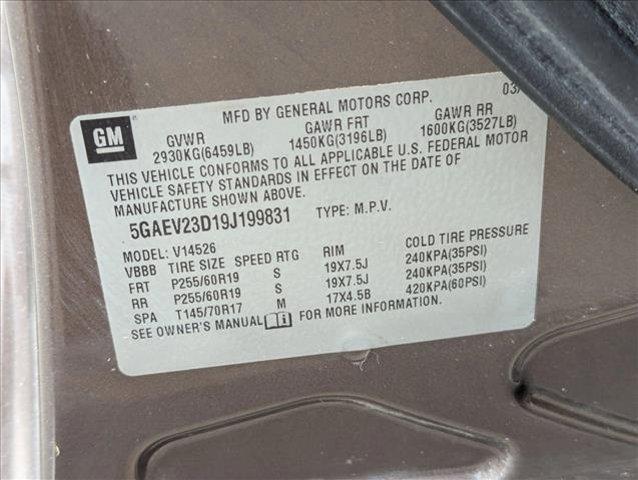 GM
MFD BY GENERAL MOTORS CORP. 03/
GVWR GAWR FRT GAWR RR
2930KG(6459LB) 1450KG(3196LB) 1600KG(3527LB)
THIS VEHICLE CONFORMS TO ALL APPLICABLE U.S. FEDERAL MOTOR
VEHICLE SAFETY STANDARDS IN EFFECT ON THE DATE OF
MANUFACTURE SHOWN ABOVE.
5GAEV23D19J199831 TYPE: M.P.V.
MODEL: V14526
VBBB TIRE SIZE SPEED RTG RIM COLD TIRE PRESSURE
FRT P255/60R19 S 19X7.5J 240KPA(35PSI)
RR P255/60R19 S 19X7.5J 240KPA(35PSI)
SPA T145/70R17 M 17X4.5B 420KPA(60PSI)
SEE OWNER'S MANUAL FOR MORE INFORMATION.